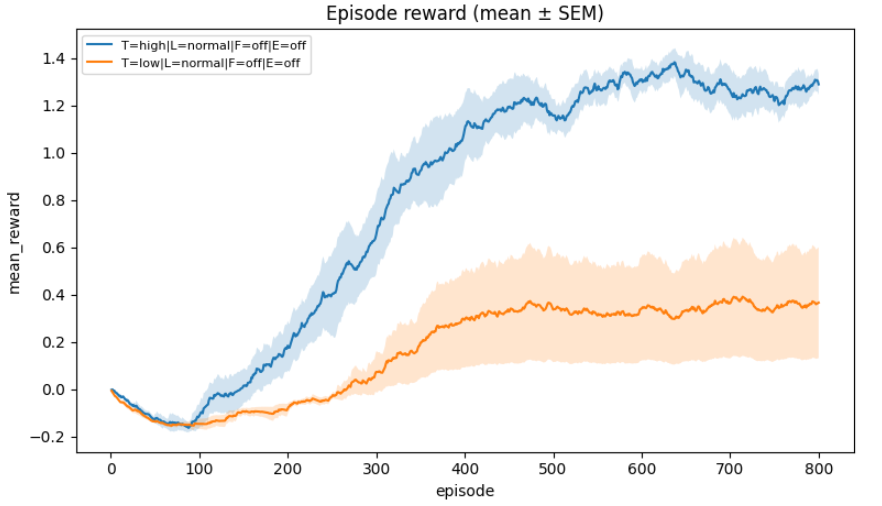 Episode reward (mean ± SEM)
T=high|L=normal|F=off|E=off
T=low|L=normal|F=off|E=off
mean_reward
1.4
1.2
1.0
0.8
0.6
0.4
0.2
0.0
−0.2
0 100 200 300 400 500 600 700 800
episode